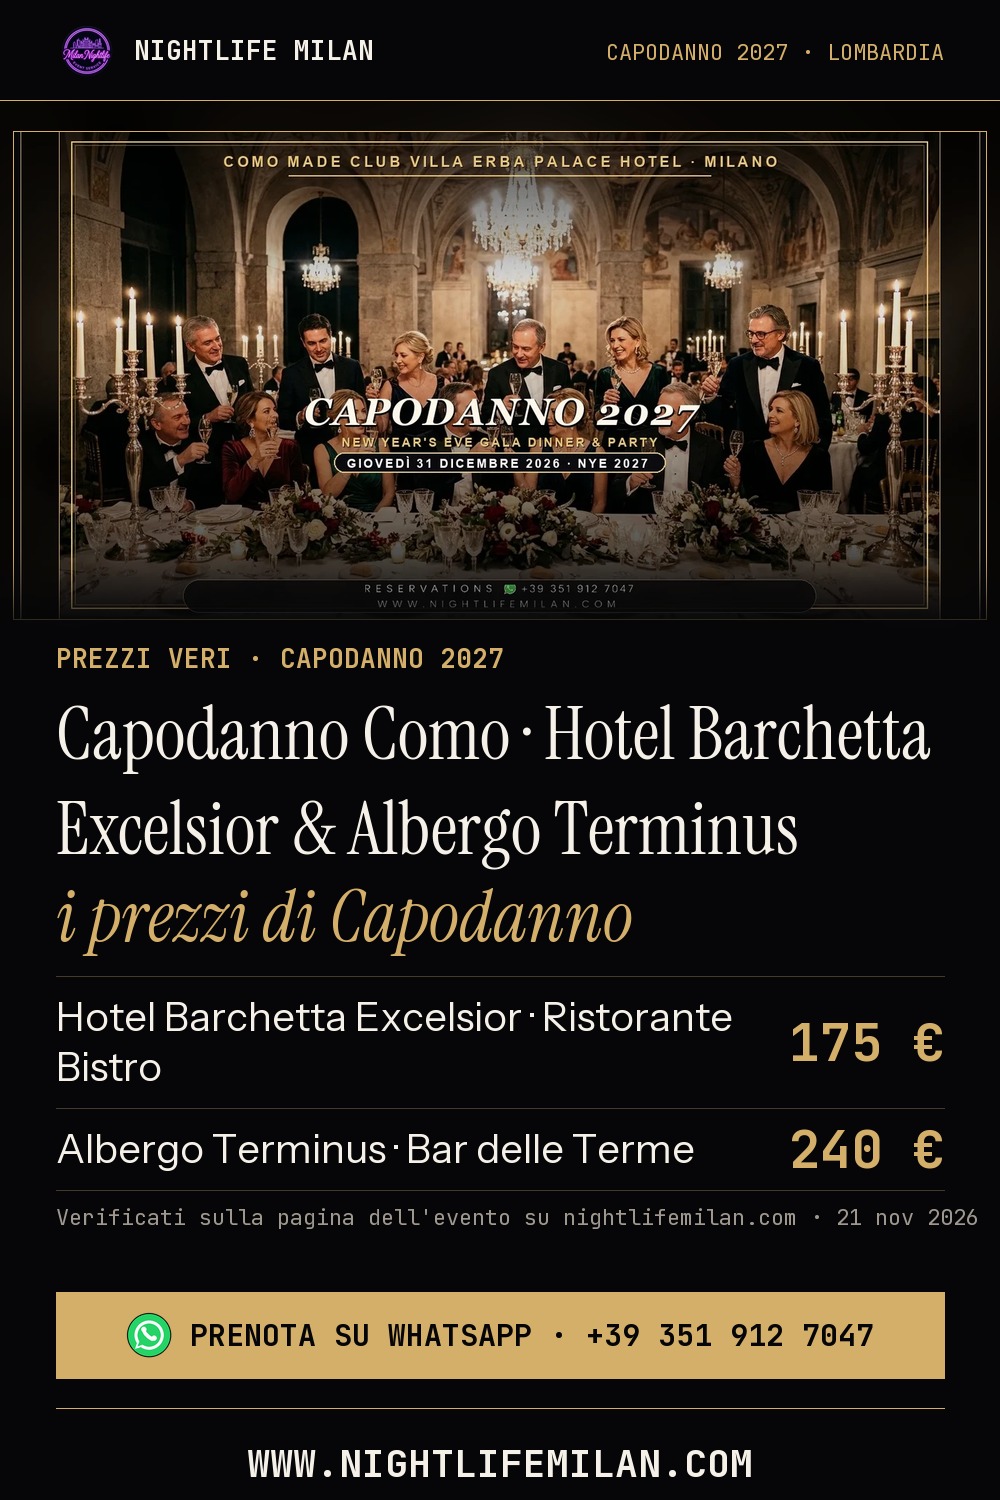 NIGHTLIFE MILAN
CAPODANNO 2027 · LOMBARDIA
COMO MADE CLUB VILLA ERBA PALACE HOTEL · MILANO
CAPODANNO 2027
NEW YEAR'S EVE GALA DINNER & PARTY
GIOVEDÌ 31 DICEMBRE 2026 · NYE 2027
RESERVATIONS +39 351 912 7047
WWW.NIGHTLIFEMILAN.COM
PREZZI VERI · CAPODANNO 2027
Capodanno Como · Hotel Barchetta
Excelsior & Albergo Terminus
i prezzi di Capodanno
Hotel Barchetta Excelsior · Ristorante
Bistro
175 €
Albergo Terminus · Bar delle Terme
240 €
Verificati sulla pagina dell'evento su nightlifemilan.com · 21 nov 2026
PRENOTA SU WHATSAPP · +39 351 912 7047
WWW.NIGHTLIFEMILAN.COM